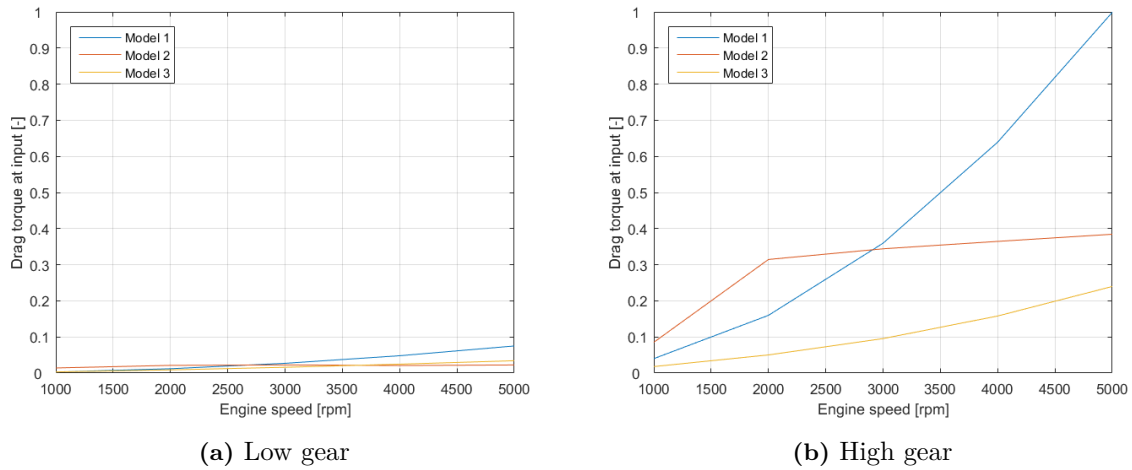 1
0.9
0.8
0.7
0.6
0.5
0.4
0.3
0.2
0.1
0
Drag torque at input [-]
Model 1
Model 2
Model 3
1000 1500 2000 2500 3000 3500 4000 4500 5000
Engine speed [rpm]
(a) Low gear
1
0.9
0.8
0.7
0.6
0.5
0.4
0.3
0.2
0.1
0
Drag torque at input [-]
Model 1
Model 2
Model 3
1000 1500 2000 2500 3000 3500 4000 4500 5000
Engine speed [rpm]
(b) High gear